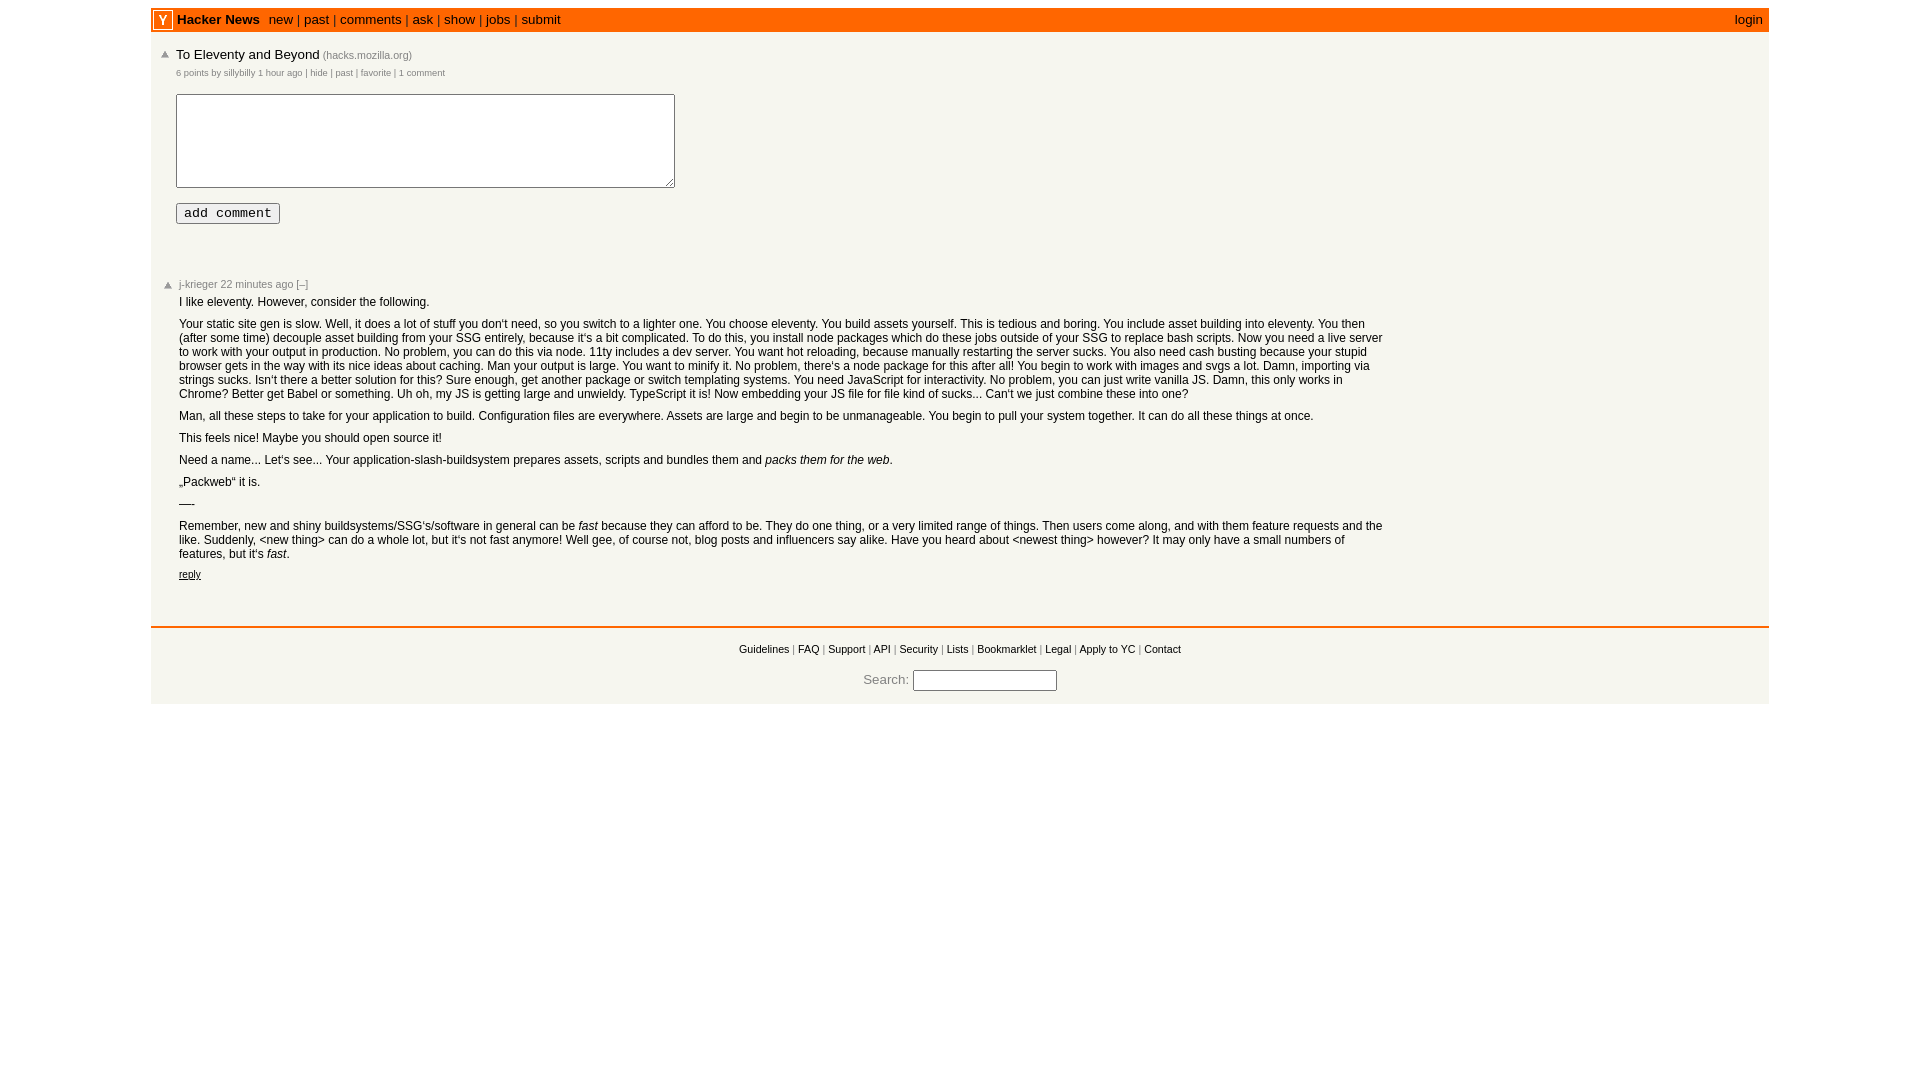 Y Hacker News new | past | comments | ask | show | jobs | submit login
To Eleventy and Beyond (hacks.mozilla.org)
6 points by sillybilly 1 hour ago | hide | past | favorite | 1 comment
add comment
j-krieger 22 minutes ago [–]
I like eleventy. However, consider the following.
Your static site gen is slow. Well, it does a lot of stuff you don‘t need, so you switch to a lighter one. You choose eleventy. You build assets yourself. This is tedious and boring. You include asset building into eleventy. You then
(after some time) decouple asset building from your SSG entirely, because it‘s a bit complicated. To do this, you install node packages which do these jobs outside of your SSG to replace bash scripts. Now you need a live server
to work with your output in production. No problem, you can do this via node. 11ty includes a dev server. You want hot reloading, because manually restarting the server sucks. You also need cash busting because your stupid
browser gets in the way with its nice ideas about caching. Man your output is large. You want to minify it. No problem, there‘s a node package for this after all! You begin to work with images and svgs a lot. Damn, importing via
strings sucks. Isn‘t there a better solution for this? Sure enough, get another package or switch templating systems. You need JavaScript for interactivity. No problem, you can just write vanilla JS. Damn, this only works in
Chrome? Better get Babel or something. Uh oh, my JS is getting large and unwieldy. TypeScript it is! Now embedding your JS file for file kind of sucks... Can‘t we just combine these into one?
Man, all these steps to take for your application to build. Configuration files are everywhere. Assets are large and begin to be unmanageable. You begin to pull your system together. It can do all these things at once.
This feels nice! Maybe you should open source it!
Need a name... Let‘s see... Your application-slash-buildsystem prepares assets, scripts and bundles them and packs them for the web.
„Packweb“ it is.
—-
Remember, new and shiny buildsystems/SSG‘s/software in general can be fast because they can afford to be. They do one thing, or a very limited range of things. Then users come along, and with them feature requests and the
like. Suddenly, <new thing> can do a whole lot, but it‘s not fast anymore! Well gee, of course not, blog posts and influencers say alike. Have you heard about <newest thing> however? It may only have a small numbers of
features, but it‘s fast.
reply
Guidelines | FAQ | Support | API | Security | Lists | Bookmarklet | Legal | Apply to YC | Contact
Search: